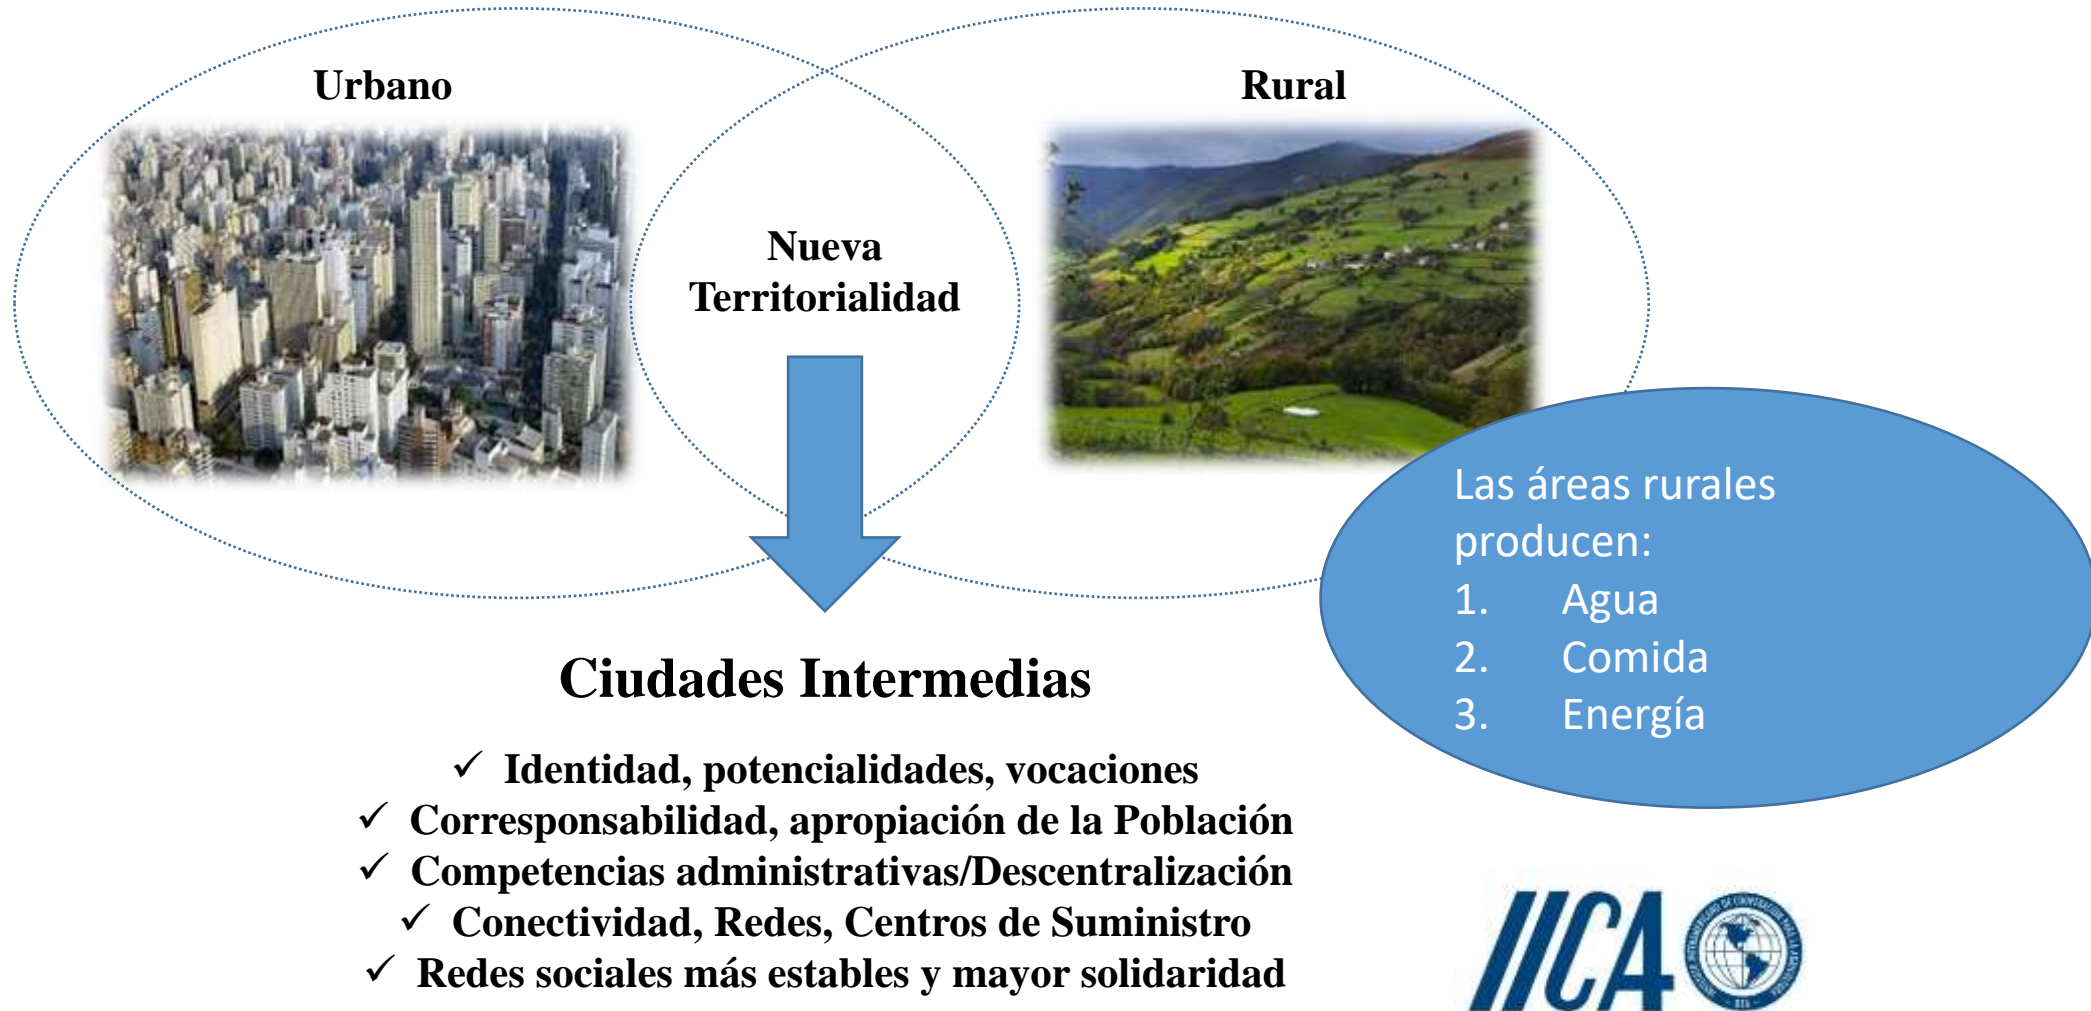 Urbano
Rural
Nueva
Territorialidad
Las áreas rurales
producen:
1. Agua
2. Comida
3. Energía
Ciudades Intermedias
✓ Identidad, potencialidades, vocaciones
✓ Corresponsabilidad, apropiación de la Población
✓ Competencias administrativas/Descentralización
✓ Conectividad, Redes, Centros de Suministro
✓ Redes sociales más estables y mayor solidaridad
IICA